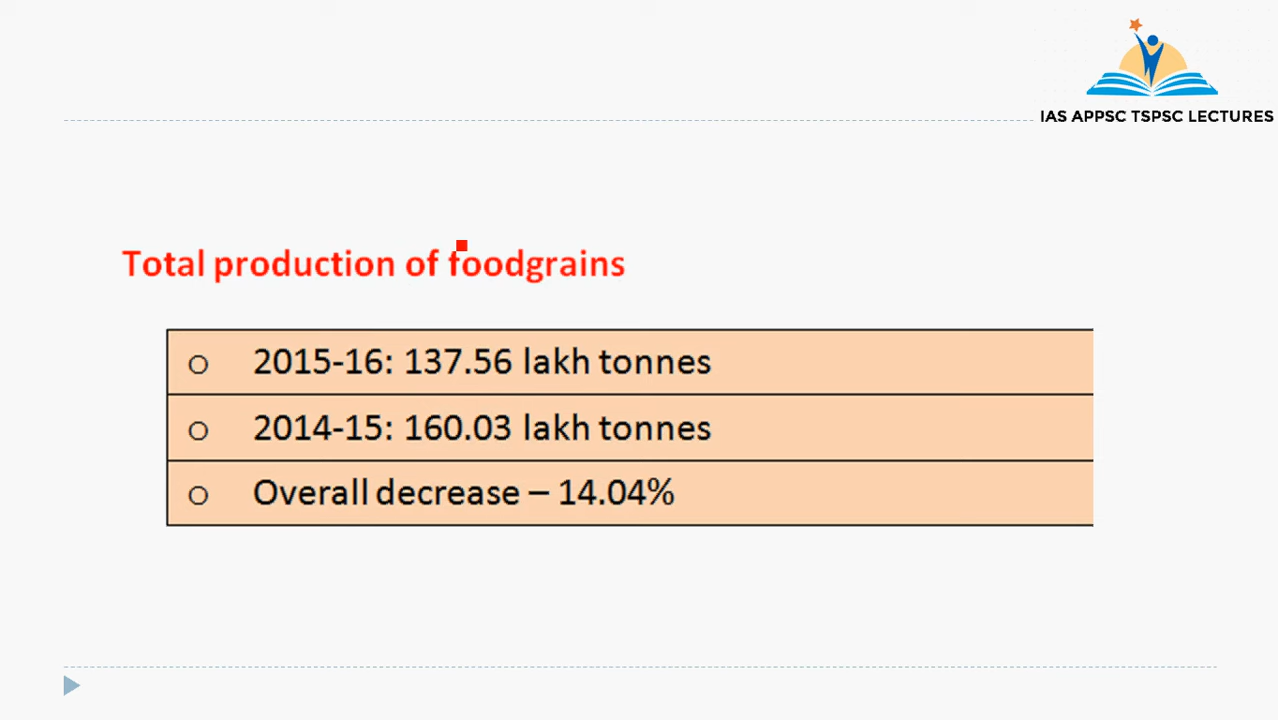 IAS APPSC TSPSC LECTURES
Total production of foodgrains
o 2015-16: 137.56 lakh tonnes
o 2014-15: 160.03 lakh tonnes
o Overall decrease – 14.04%